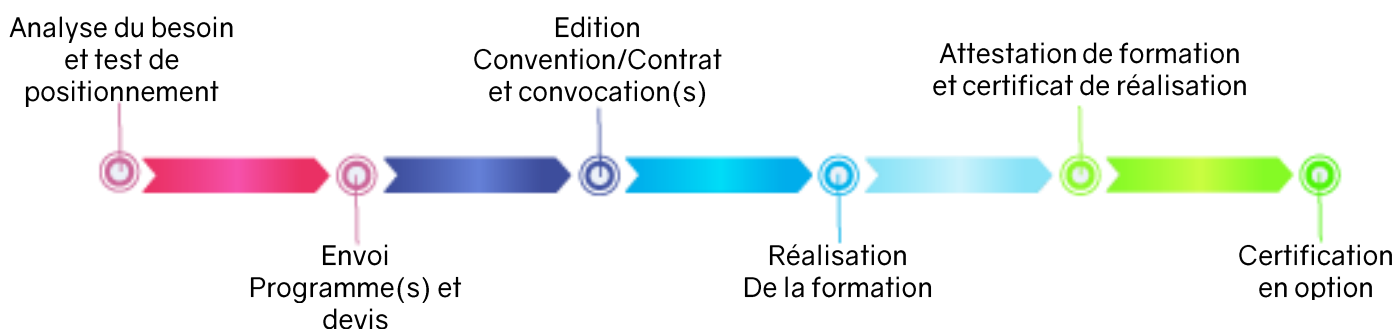 Analyse du besoin
et test de
positionnement
Envoi
Programme(s) et
devis
Edition
Convention/Contrat
et convocation(s)
Réalisation
De la formation
Attestation de formation
et certificat de réalisation
Certification
en option